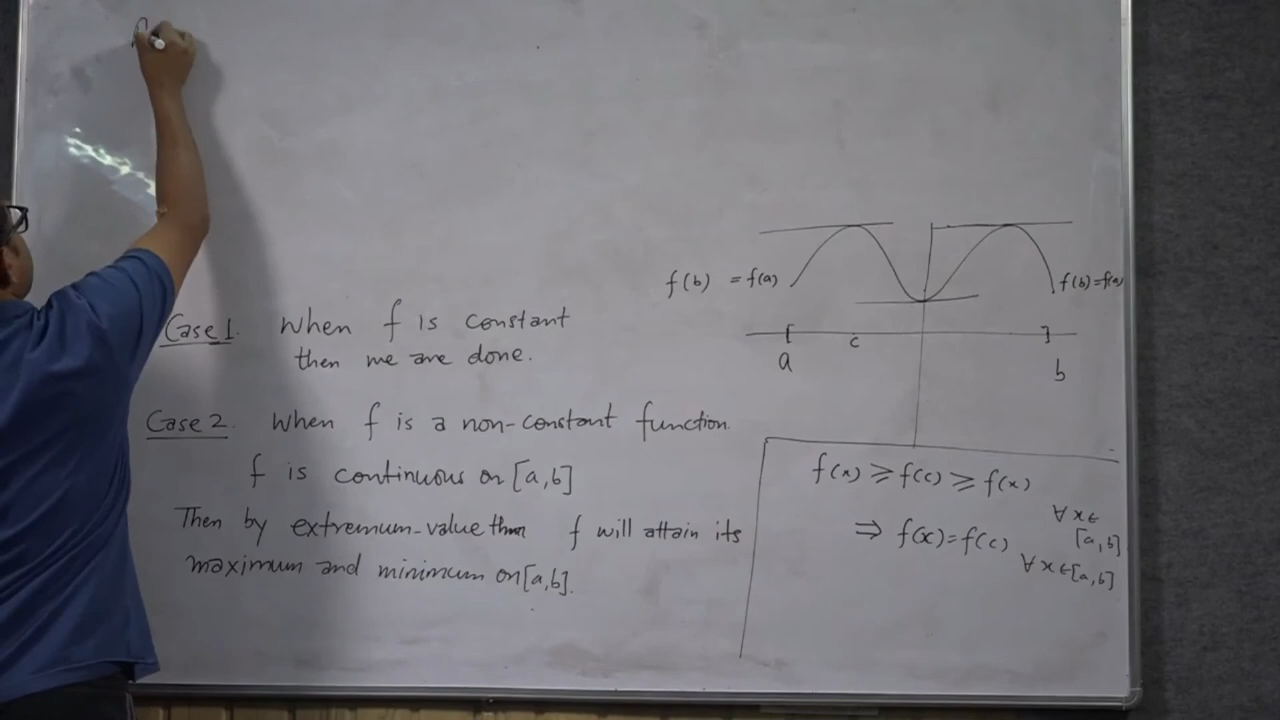 f(b) = f(a)
f(b)=f(a)
a
c
b
Case 1. When f is constant
then we are done.
Case 2. When f is a non-constant function.
f is continuous on [a,b]
Then by extremum-value thm f will attain its
maximum and minimum on [a,b].
f(x) ≥ f(c) ≥ f(x)
∀ x ∈
[a,b]
⇒ f(x)=f(c)
∀ x ∈ [a,b]